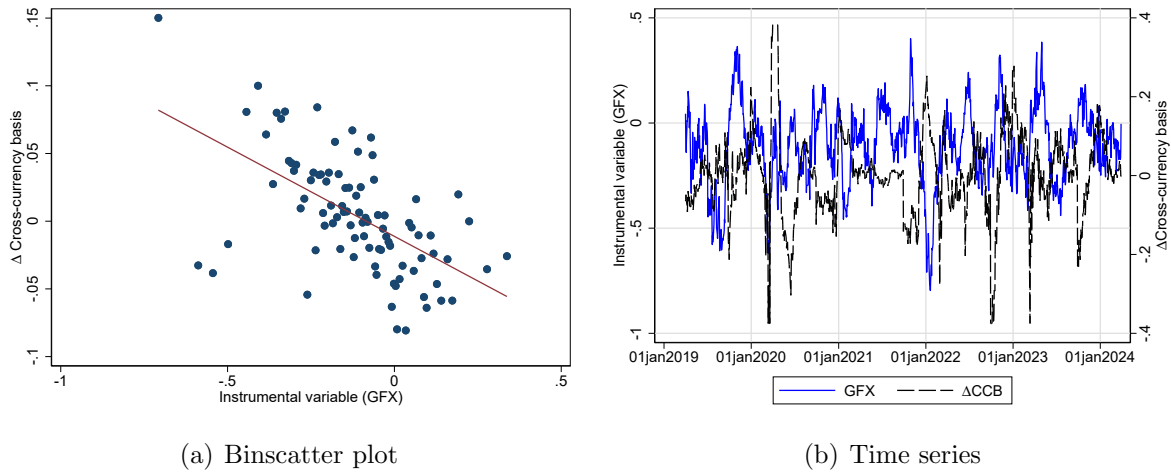 .15
.1
.05
0
-.05
-.1
Δ Cross-currency basis
-1
-.5
0
.5
Instrumental variable (GFX)
(a) Binscatter plot
.5
0
-.5
-1
Instrumental variable (GFX)
.4
.2
0
-.2
-.4
ΔCross-currency basis
01jan2019
01jan2020
01jan2021
01jan2022
01jan2023
01jan2024
GFX
ΔCCB
(b) Time series